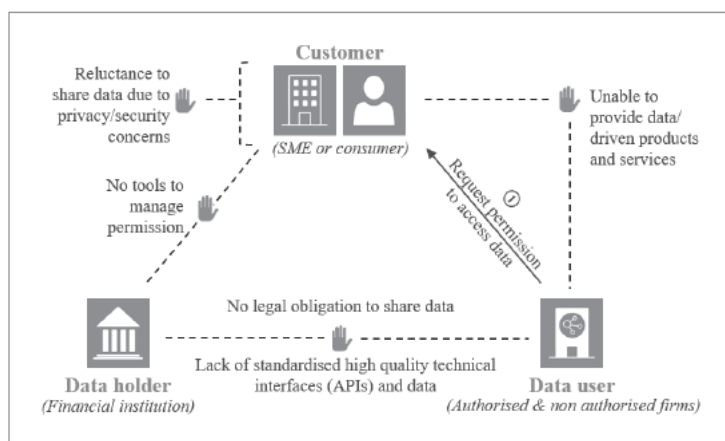 Customer
Reluctance to
share data due to
privacy/security
concerns
(SME or consumer)
Unable to
provide data/
driven products
and services
No tools to
manage
permission
1
Request permission
to access data
No legal obligation to share data
Lack of standardised high quality technical
interfaces (APIs) and data
Data holder
(Financial institution)
Data user
(Authorised & non authorised firms)